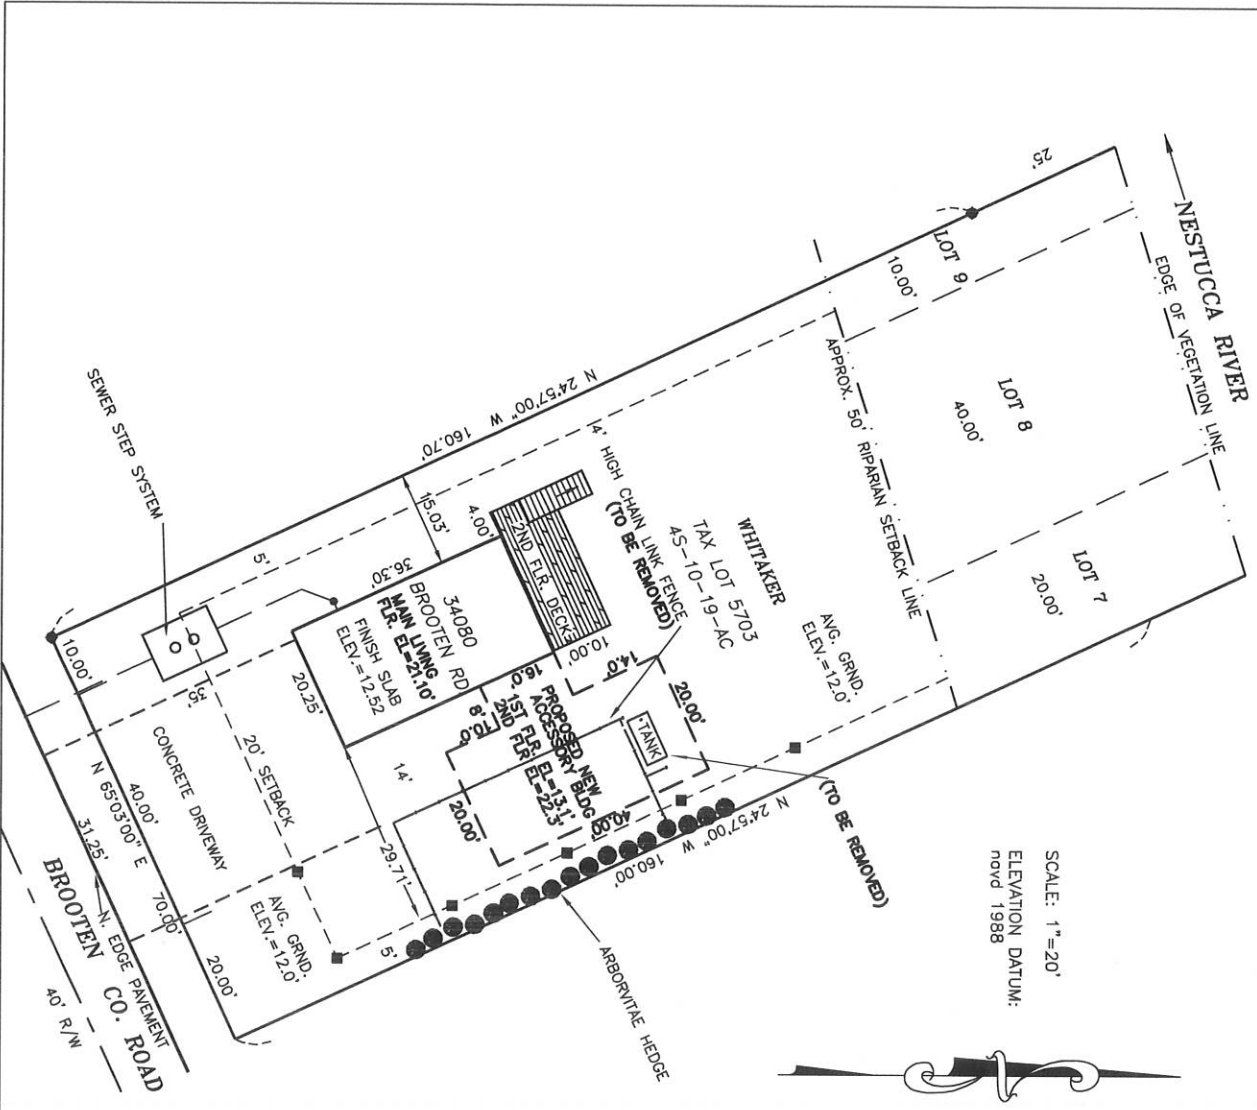 NESTUCCA RIVER
EDGE OF VEGETATION LINE
25'
LOT 9
10.00'
LOT 8
40.00'
LOT 7
20.00'
APPROX. 50' RIPARIAN SETBACK LINE
N 24°57'00" W 160.70'
4' HIGH CHAIN LINK FENCE
(TO BE REMOVED)
WHITAKER
TAX LOT 5703
4S-10-19-AC
AVG. GRND.
ELEV.=12.0'
SEWER STEP SYSTEM
5'
15.03'
4.00'
36.30'
2ND FLR. DECK
34080
BROOTEN RD
MAIN LIVING
FLR. EL=21.10'
FINISH SLAB
ELEV.=12.52
20.25'
10.00'
14.0'
16.0'
20.00'
TANK
(TO BE REMOVED)
PROPOSED NEW
ACCESSORY BLDG
1ST FLR. EL=13.1'
2ND FLR EL=22.3'
8'
10.0'
40.0'
20.00'
14'
29.71'
N 24°57'00" W 160.00'
5'
ARBORVITAE HEDGE
10.00'
39'
20' SETBACK
CONCRETE DRIVEWAY
40.00'
N 65°03'00" E 70.00'
31.25'
AVG. GRND.
ELEV.=12.0'
20.00'
N. EDGE PAVEMENT
BROOTEN CO. ROAD
40' R/W
SCALE: 1"=20'
ELEVATION DATUM:
navd 1988